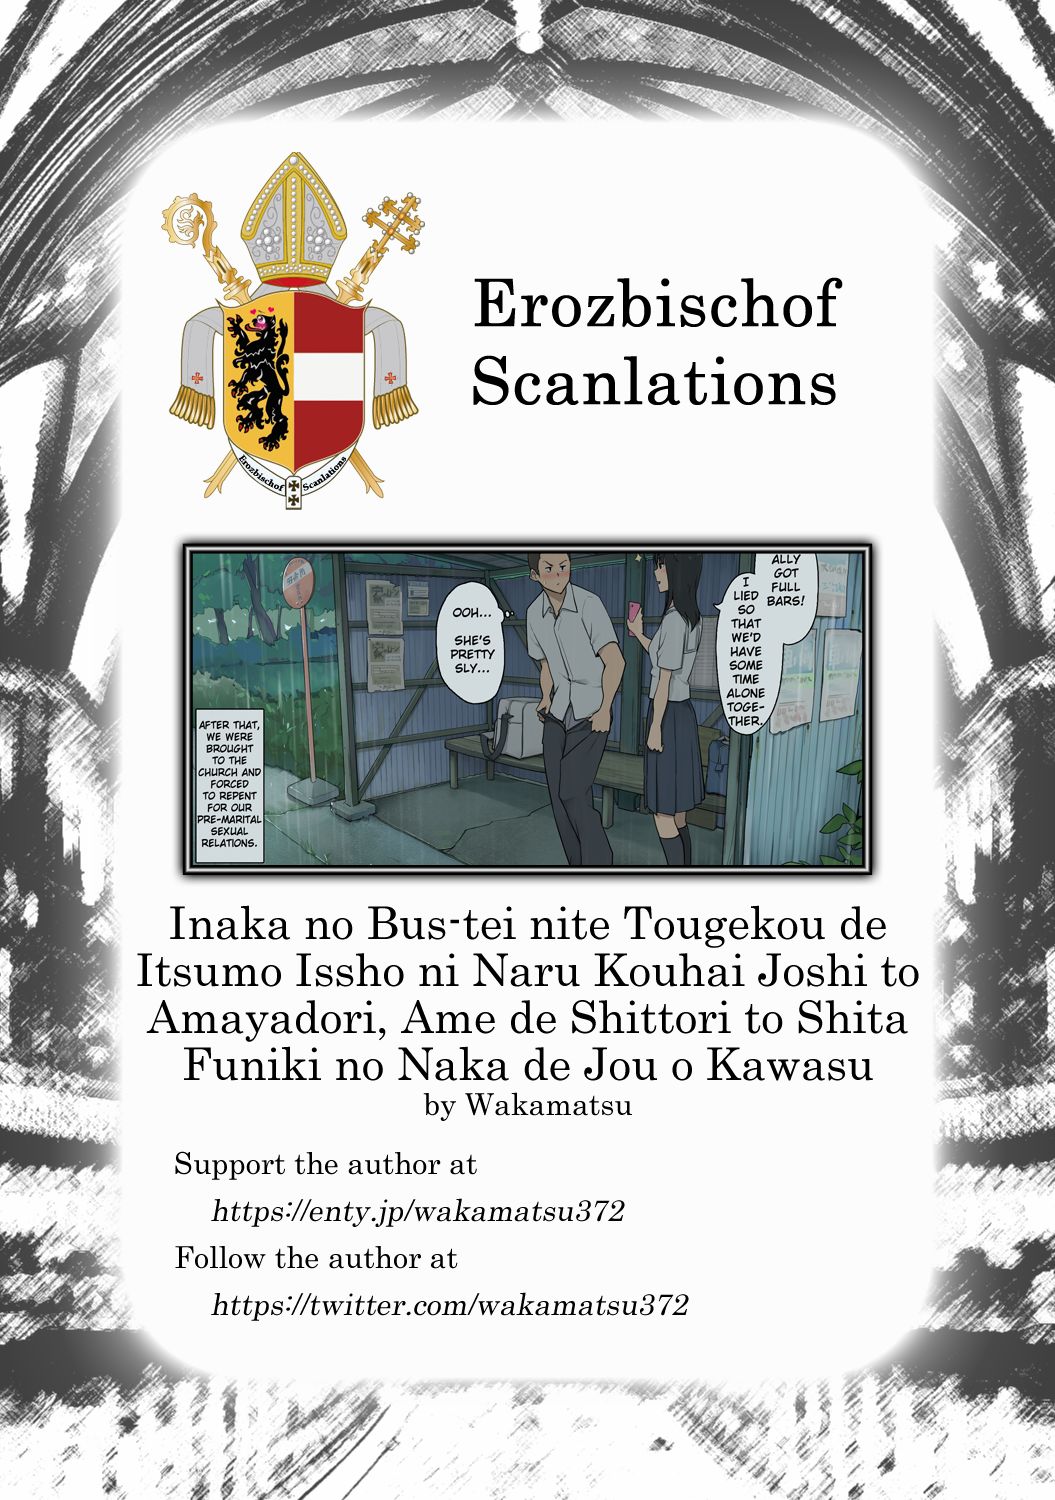 Erozbischof
Scanlations
Erozbischof Scanlations
ALLY
GOT
FULL
BARS!
I
LIED
SO
THAT
WE'D
HAVE
SOME
TIME
ALONE
TOGE-
THER.
OOH...
SHE'S
PRETTY
SLY...
AFTER THAT,
WE WERE
BROUGHT
TO THE
CHURCH AND
FORCED
TO REPENT
FOR OUR
PRE-MARITAL
SEXUAL
RELATIONS.
Inaka no Bus-tei nite Tougekou de
Itsumo Issho ni Naru Kouhai Joshi to
Amayadori, Ame de Shittori to Shita
Funiki no Naka de Jou o Kawasu
by Wakamatsu
Support the author at
https://enty.jp/wakamatsu372
Follow the author at
https://twitter.com/wakamatsu372